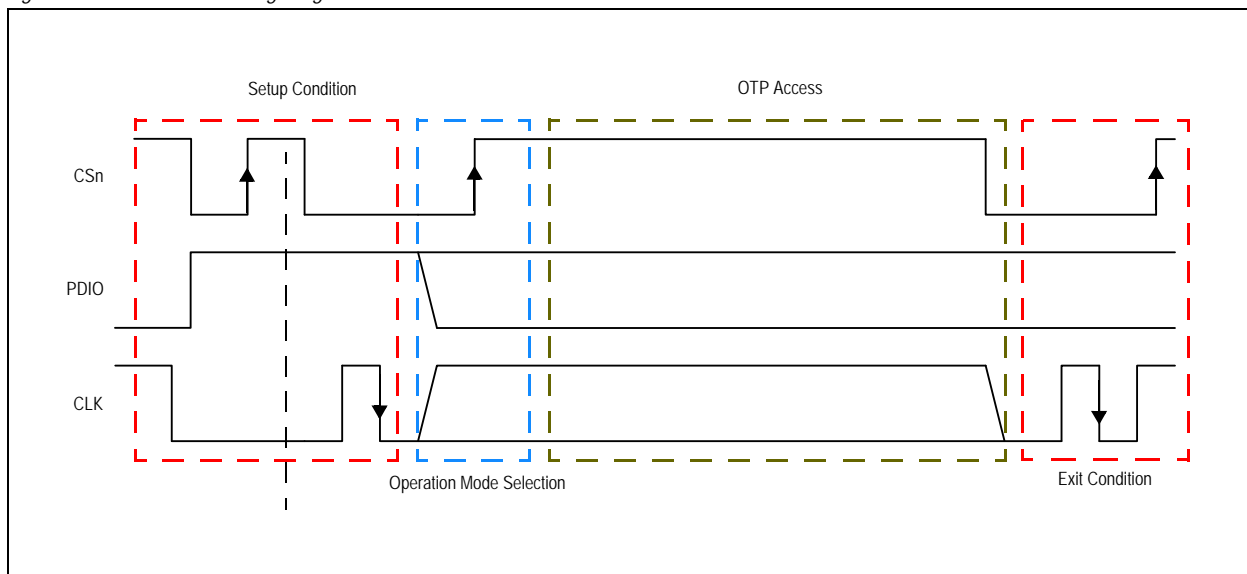 Setup Condition
OTP Access
CSn
PDIO
CLK
Operation Mode Selection
Exit Condition